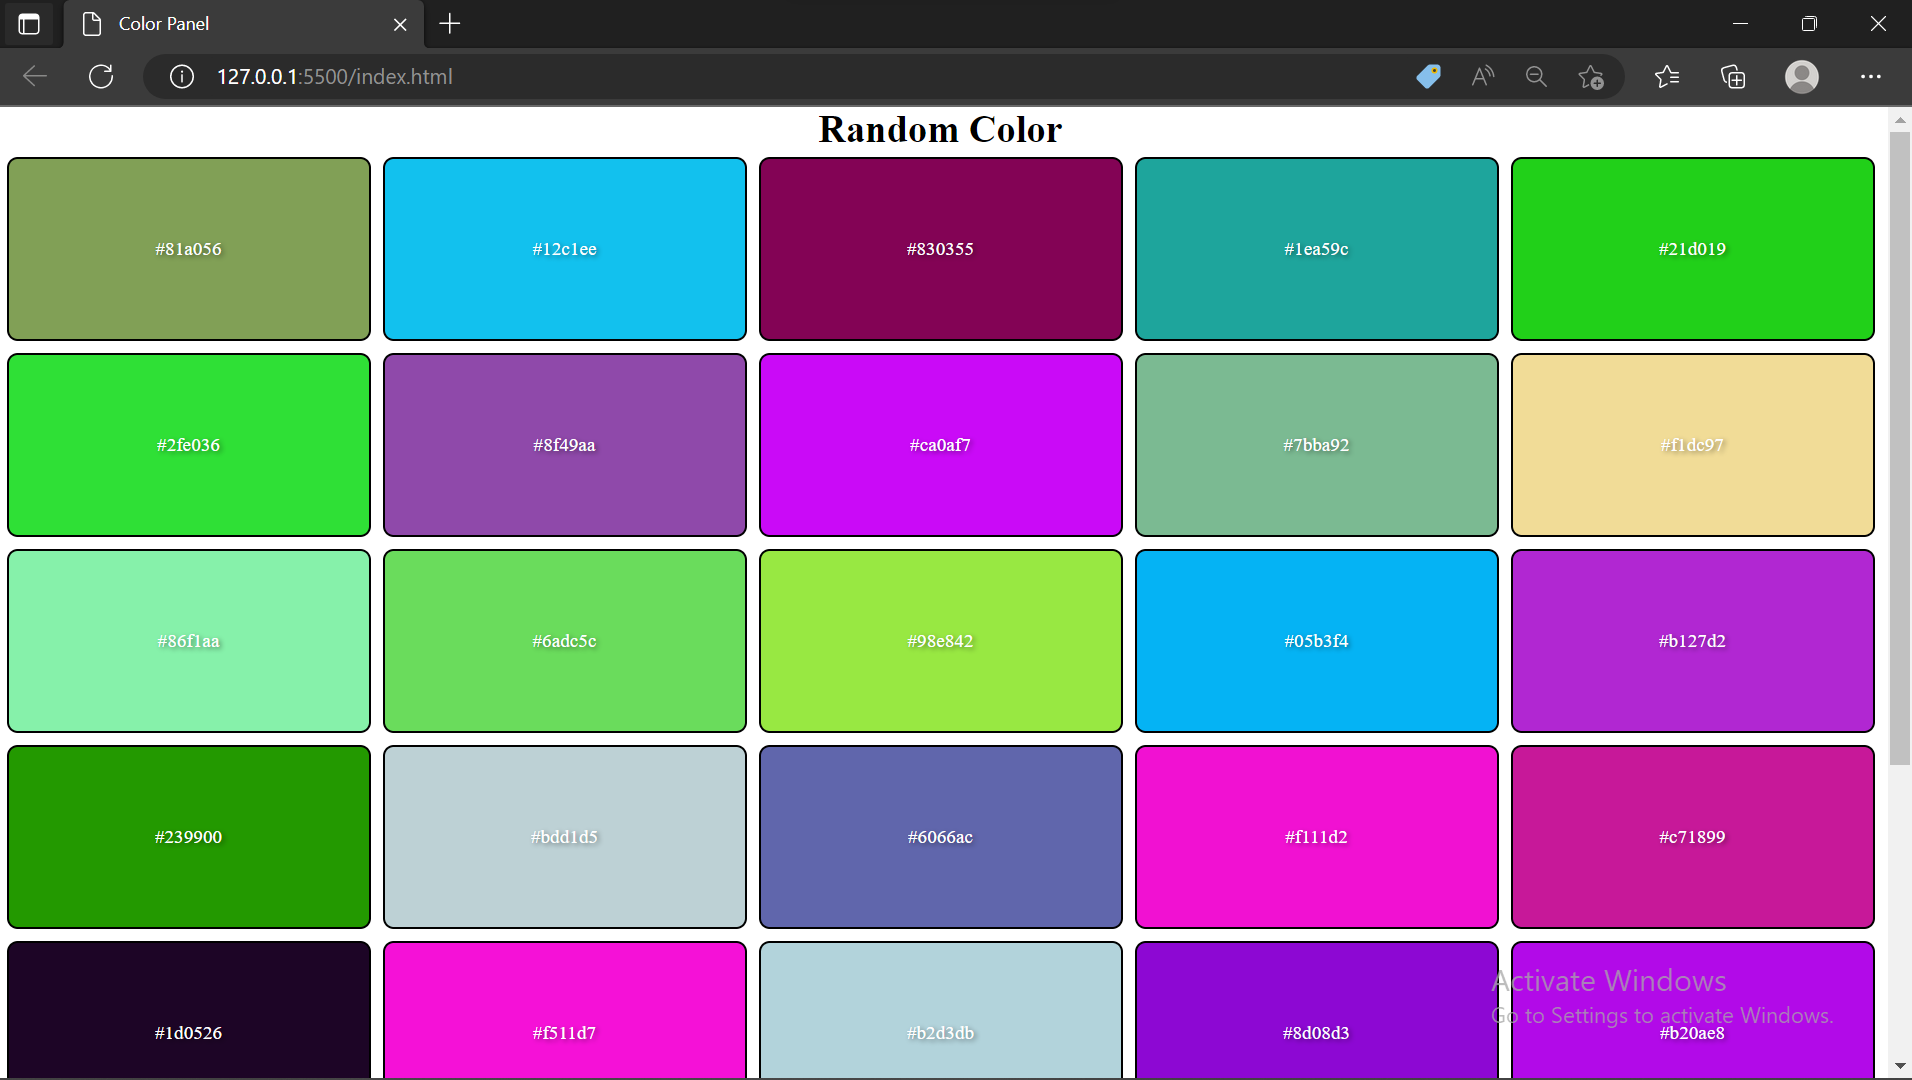 Color Panel
127.0.0.1:5500/index.html
Random Color
#81a056 #12c1ee #830355 #1ea59c #21d019
#2fe036 #8f49aa #ca0af7 #7bba92 #f1dc97
#86f1aa #6adc5c #98e842 #05b3f4 #b127d2
#239900 #bdd1d5 #6066ac #f111d2 #c71899
Activate Windows
Go to Settings to activate Windows.
#1d0526 #f511d7 #b2d3db #8d08d3 #b20ae8